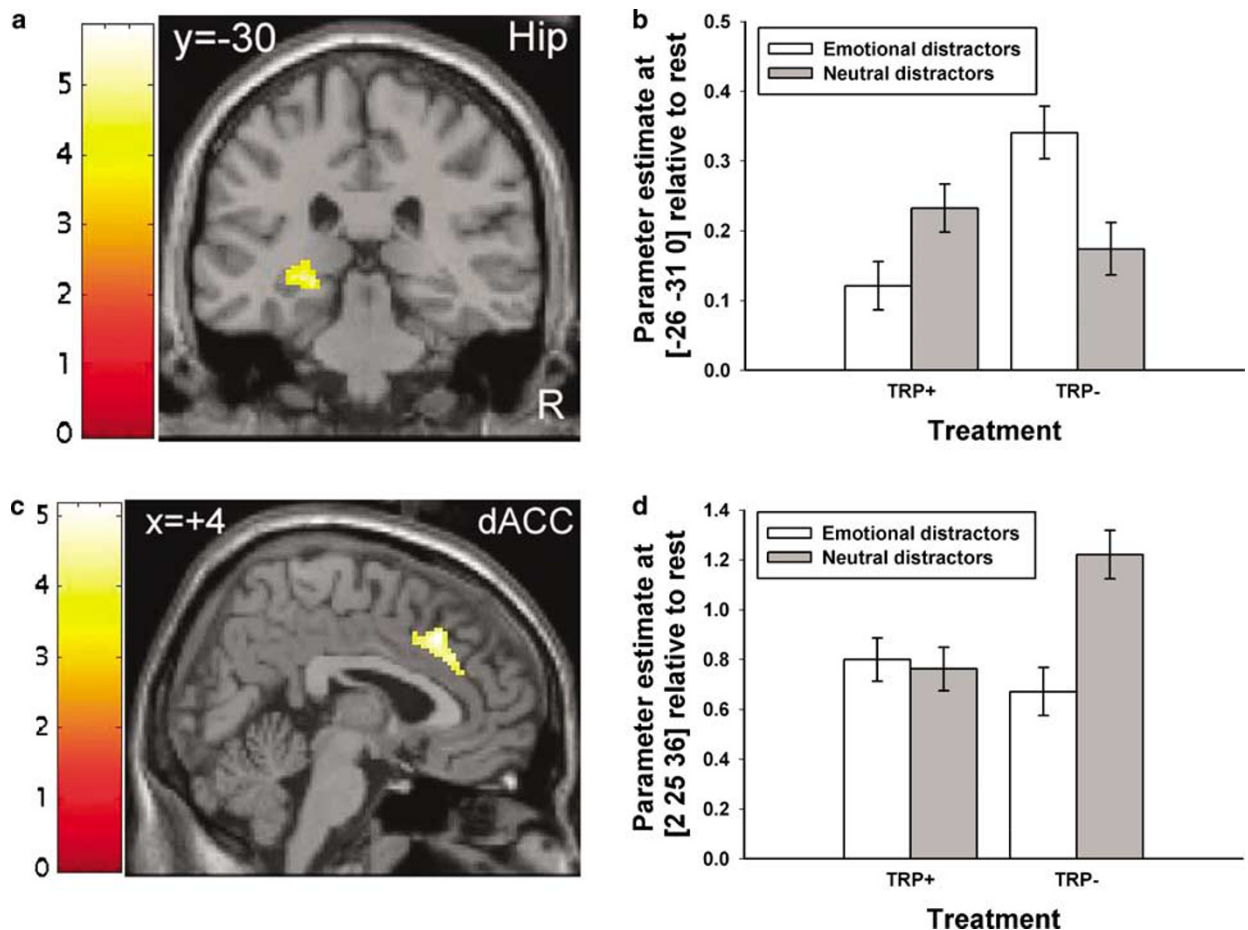 a
y=-30
Hip
5
4
3
2
1
0
R
b
0.5
0.4
0.3
0.2
0.1
0.0
Emotional distractors
Neutral distractors
Parameter estimate at
[-26 -31 0] relative to rest
TRP+
TRP-
Treatment
c
x=+4
dACC
5
4
3
2
1
0
d
1.4
1.2
1.0
0.8
0.6
0.4
0.2
0.0
Emotional distractors
Neutral distractors
Parameter estimate at
[2 25 36] relative to rest
TRP+
TRP-
Treatment